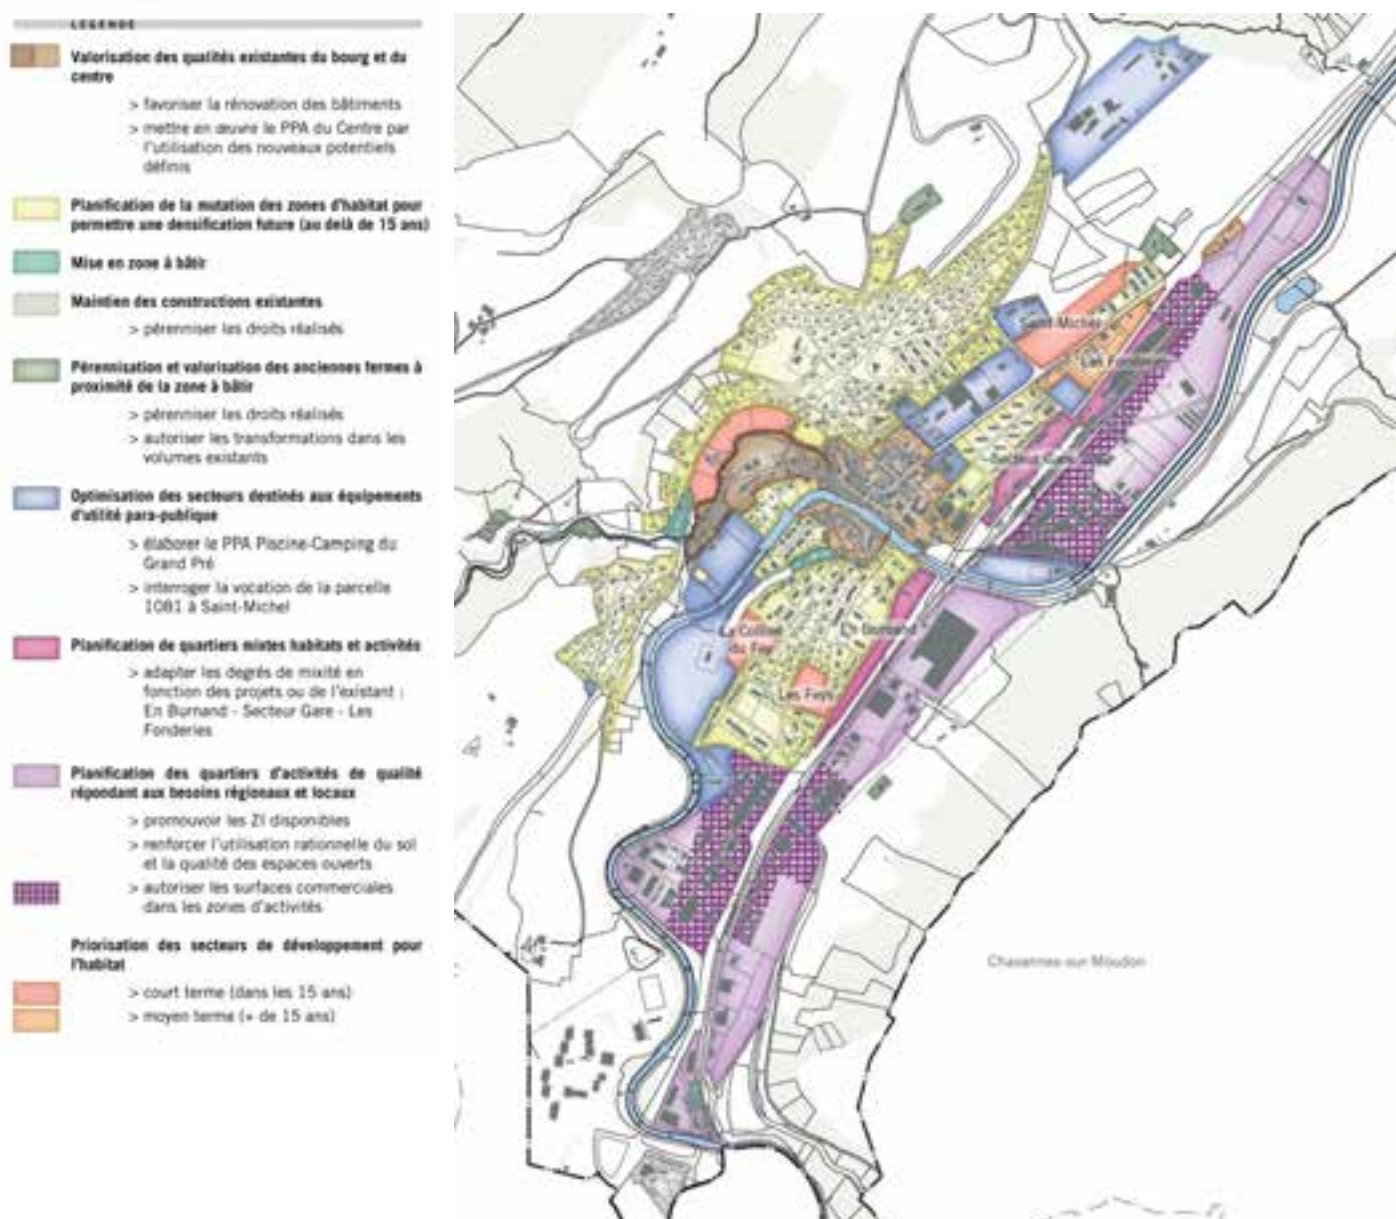 LÉGENDE
Valorisation des qualités existantes du bourg et du
centre
> favoriser la rénovation des bâtiments
> mettre en œuvre le PPA du Centre par
l'utilisation des nouveaux potentiels
définis
Planification de la mutation des zones d'habitat pour
permettre une densification future (au delà de 15 ans)
Mise en zone à bâtir
Maintien des constructions existantes
> pérenniser les droits réalisés
Pérennisation et valorisation des anciennes fermes à
proximité de la zone à bâtir
> pérenniser les droits réalisés
> autoriser les transformations dans les
volumes existants
Optimisation des secteurs destinés aux équipements
d'utilité para-publique
> élaborer le PPA Piscine-Camping du
Grand Pré
> interroger la vocation de la parcelle
1081 à Saint-Michel
Planification de quartiers mixtes habitats et activités
> adapter les degrés de mixité en
fonction des projets ou de l'existant :
En Burnand - Secteur Gare - Les
Fonderies
Planification des quartiers d'activités de qualité
répondant aux besoins régionaux et locaux
> promouvoir les ZI disponibles
> renforcer l'utilisation rationnelle du sol
et la qualité des espaces ouverts
> autoriser les surfaces commerciales
dans les zones d'activités
Priorisation des secteurs de développement pour
l'habitat
> court terme (dans les 15 ans)
> moyen terme (+ de 15 ans)
Saint-Michel
Les
Secteur Gare
La Colline
du Fey
En Burnand
Les Feys
Chavannes-sur-Moudon